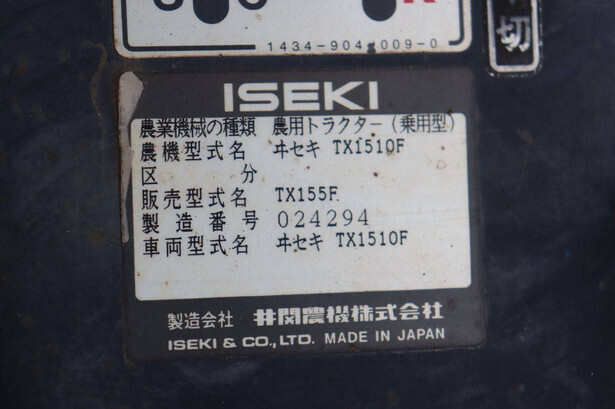 1434-904-009-0
切
ISEKI
農業機械の種類 農用トラクター(乗用型)
農機型式名 ヰセキ TX1510F
区分
販売型式名 TX155F
製造番号 024294
車両型式名 ヰセキ TX1510F
製造会社 井関農機株式会社
ISEKI & CO., LTD. MADE IN JAPAN